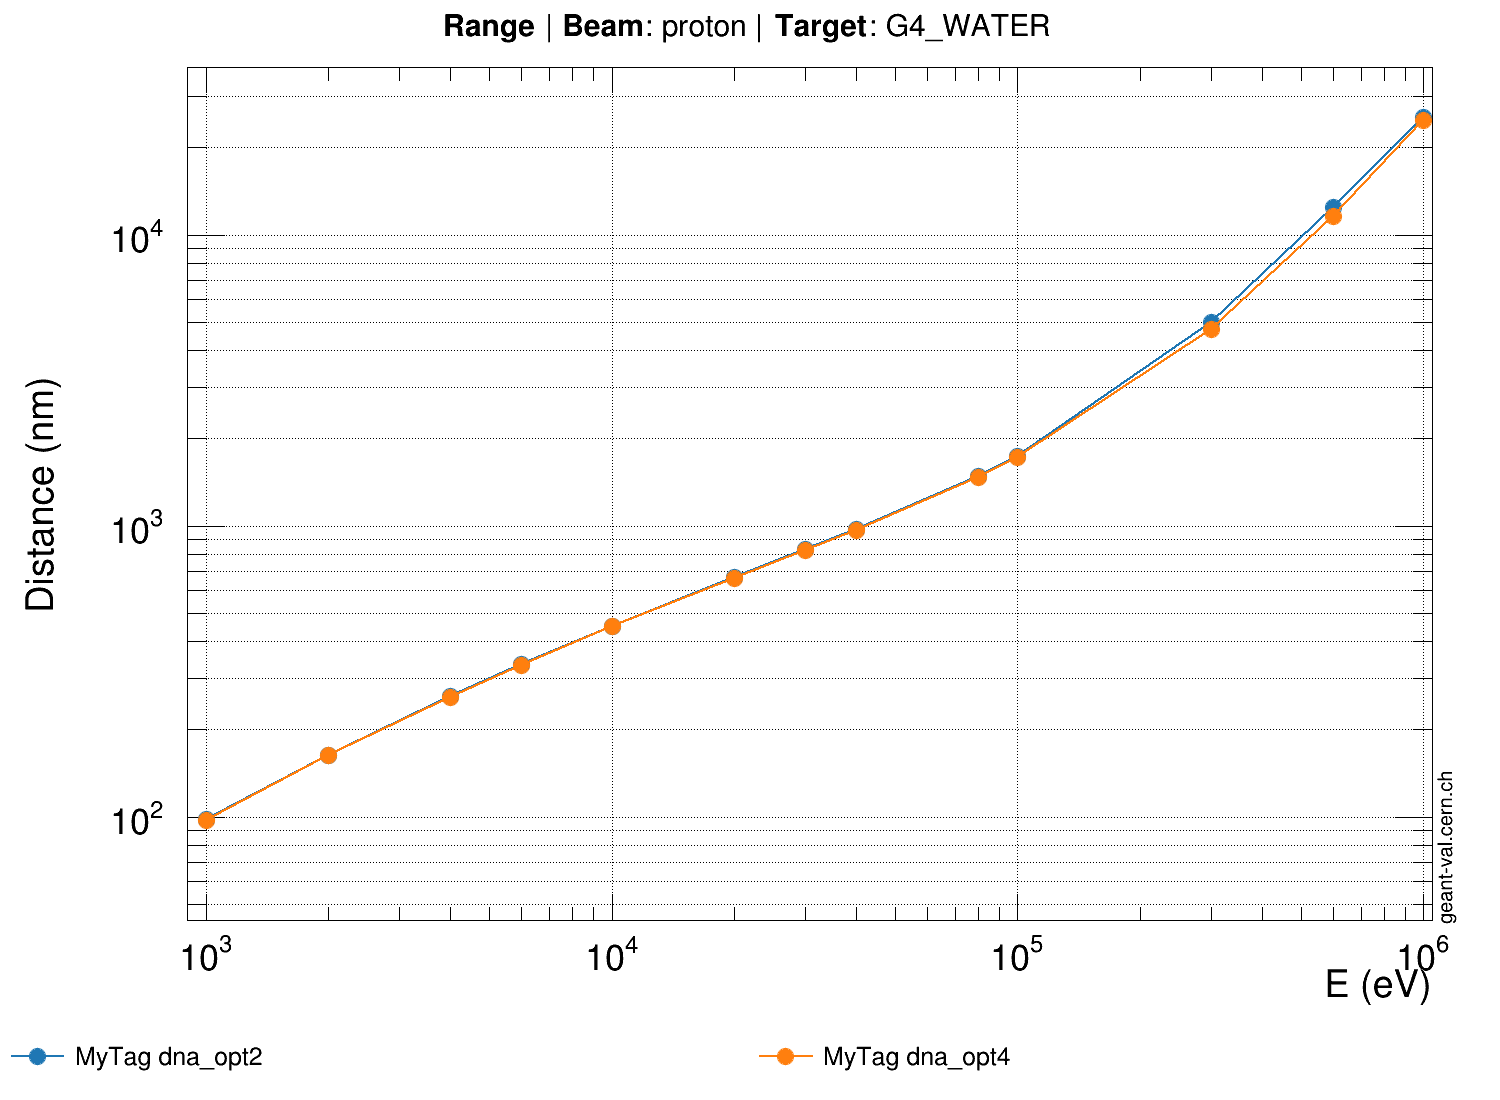 Range | Beam: proton | Target: G4_WATER
Distance (nm)
10^4
10^3
10^2
10^3 10^4 10^5 10^6
E (eV)
geant-val.cern.ch
MyTag dna_opt2 MyTag dna_opt4